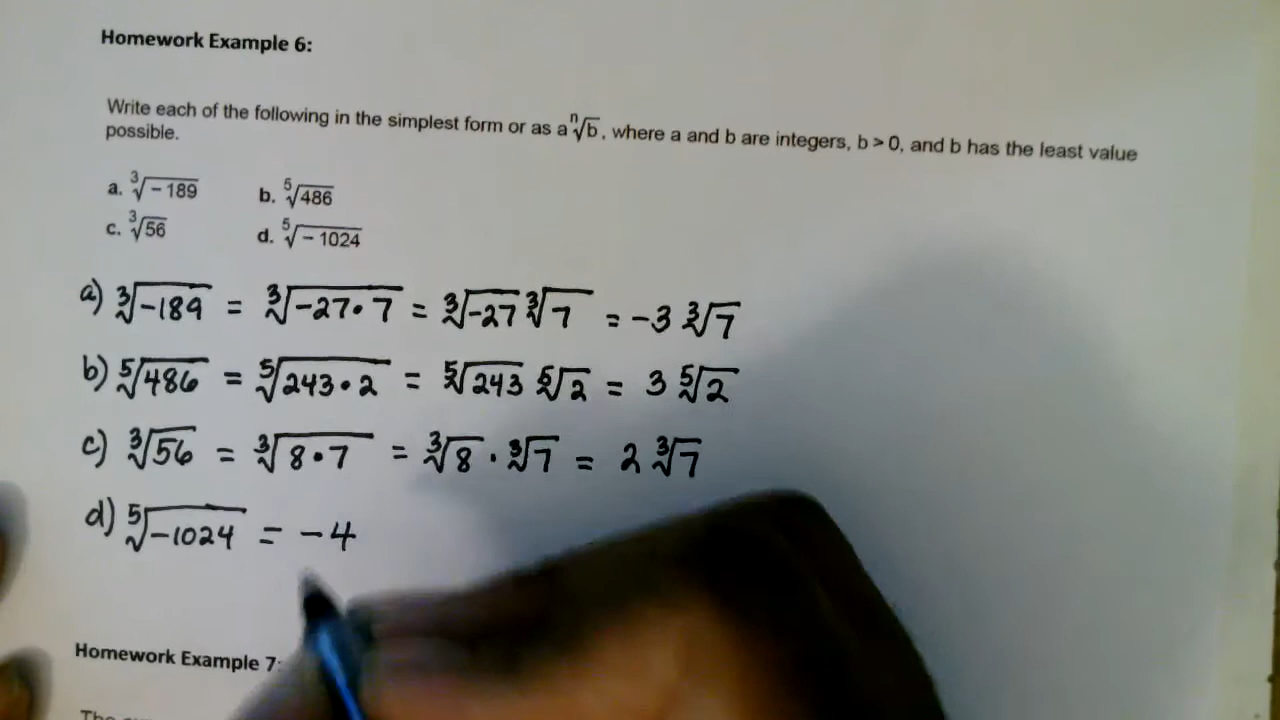 Homework Example 6:
Write each of the following in the simplest form or as a ⁿ√b, where a and b are integers, b > 0, and b has the least value
possible.
a. ³√-189 b. ⁵√486
c. ³√56 d. ⁵√-1024
a) ³√-189 = ³√-27•7 = ³√-27 ³√7 = -3 ³√7
b) ⁵√486 = ⁵√243•2 = ⁵√243 ⁵√2 = 3 ⁵√2
c) ³√56 = ³√8•7 = ³√8 · ³√7 = 2 ³√7
d) ⁵√-1024 = -4
Homework Example 7: